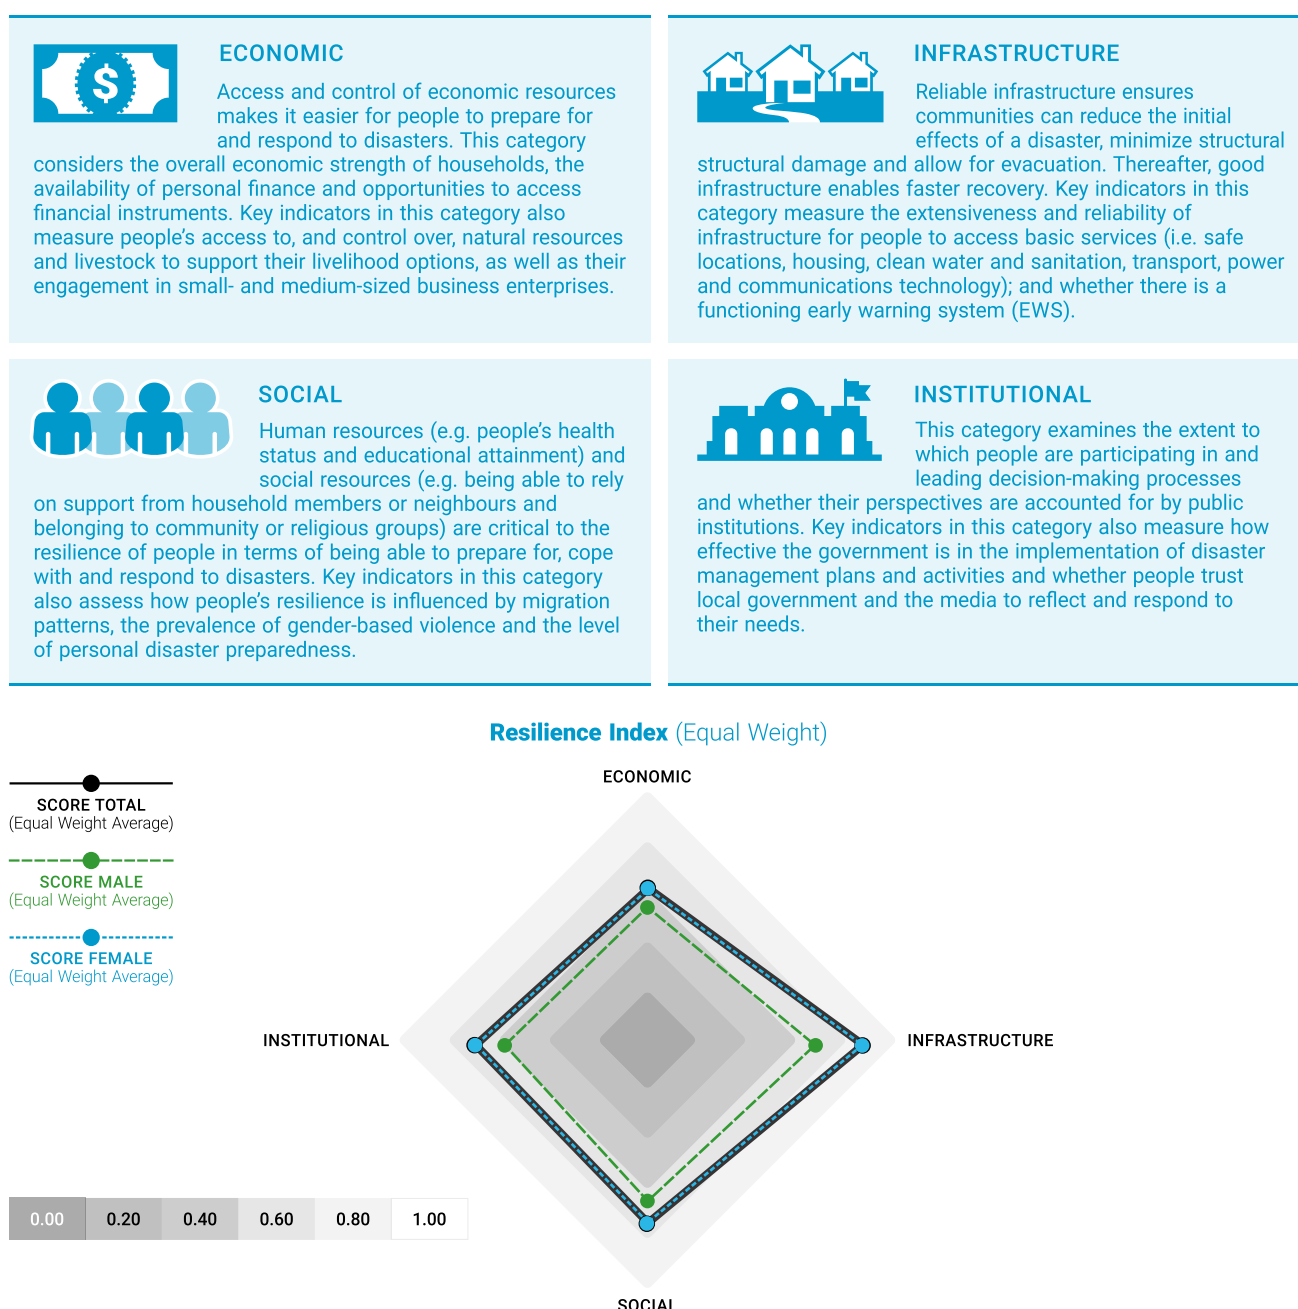 ECONOMIC
Access and control of economic resources
makes it easier for people to prepare for
and respond to disasters. This category
considers the overall economic strength of households, the
availability of personal finance and opportunities to access
financial instruments. Key indicators in this category also
measure people’s access to, and control over, natural resources
and livestock to support their livelihood options, as well as their
engagement in small- and medium-sized business enterprises.
INFRASTRUCTURE
Reliable infrastructure ensures
communities can reduce the initial
effects of a disaster, minimize structural
structural damage and allow for evacuation. Thereafter, good
infrastructure enables faster recovery. Key indicators in this
category measure the extensiveness and reliability of
infrastructure for people to access basic services (i.e. safe
locations, housing, clean water and sanitation, transport, power
and communications technology); and whether there is a
functioning early warning system (EWS).
SOCIAL
Human resources (e.g. people’s health
status and educational attainment) and
social resources (e.g. being able to rely
on support from household members or neighbours and
belonging to community or religious groups) are critical to the
resilience of people in terms of being able to prepare for, cope
with and respond to disasters. Key indicators in this category
also assess how people’s resilience is influenced by migration
patterns, the prevalence of gender-based violence and the level
of personal disaster preparedness.
INSTITUTIONAL
This category examines the extent to
which people are participating in and
leading decision-making processes
and whether their perspectives are accounted for by public
institutions. Key indicators in this category also measure how
effective the government is in the implementation of disaster
management plans and activities and whether people trust
local government and the media to reflect and respond to
their needs.
Resilience Index (Equal Weight)
SCORE TOTAL
(Equal Weight Average)
SCORE MALE
(Equal Weight Average)
SCORE FEMALE
(Equal Weight Average)
ECONOMIC
INSTITUTIONAL
INFRASTRUCTURE
0.00 0.20 0.40 0.60 0.80 1.00
SOCIAL